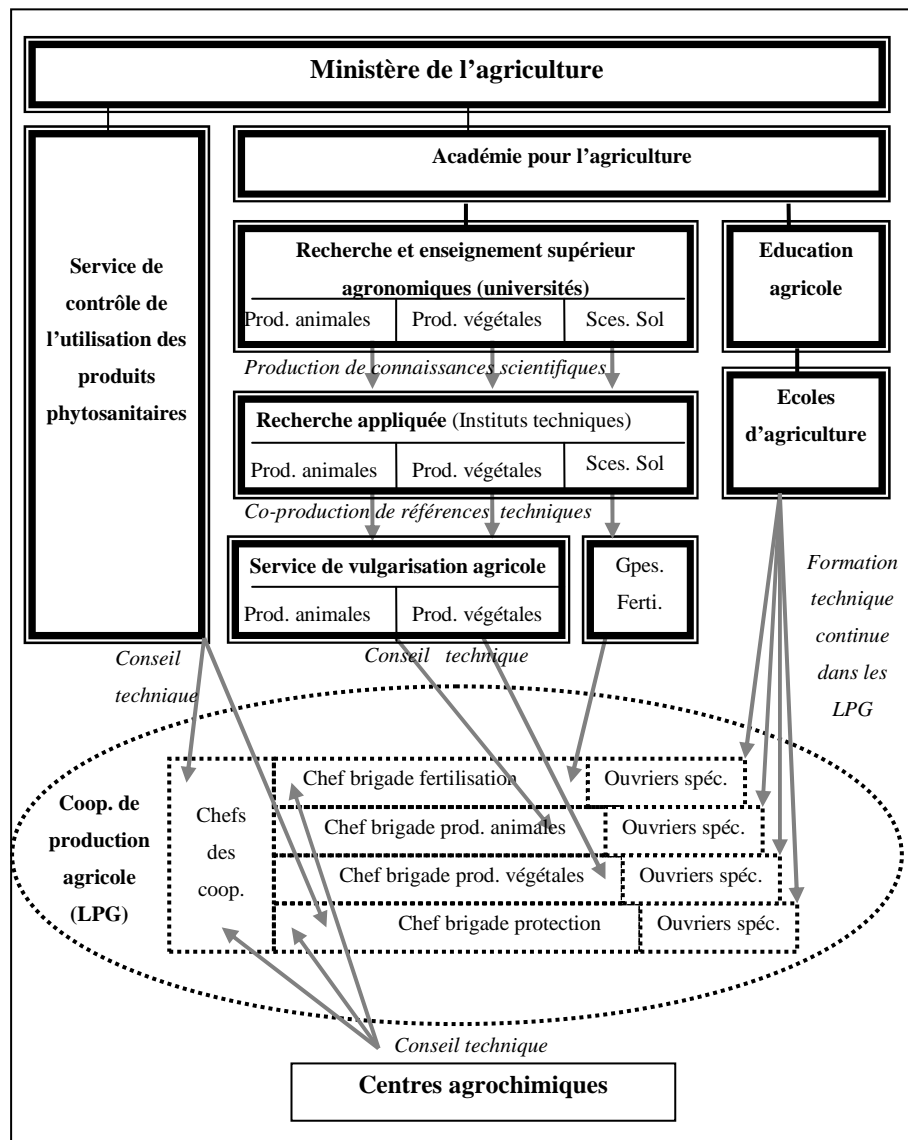 Ministère de l'agriculture
Académie pour l'agriculture
Service de
contrôle de
l'utilisation des
produits
phytosanitaires
Recherche et enseignement supérieur
agronomiques (universités)
Prod. animales
Prod. végétales
Sces. Sol
Education
agricole
Production de connaissances scientifiques
Recherche appliquée (Instituts techniques)
Prod. animales
Prod. végétales
Sces. Sol
Ecoles
d'agriculture
Co-production de références techniques
Service de vulgarisation agricole
Prod. animales
Prod. végétales
Gpes.
Ferti.
Formation
technique
continue
dans les
LPG
Conseil
technique
Conseil technique
Coop. de
production
agricole
(LPG)
Chefs
des
coop.
Chef brigade fertilisation
Ouvriers spéc.
Chef brigade prod. animales
Ouvriers spéc.
Chef brigade prod. végétales
Ouvriers spéc.
Chef brigade protection
Ouvriers spéc.
Conseil technique
Centres agrochimiques